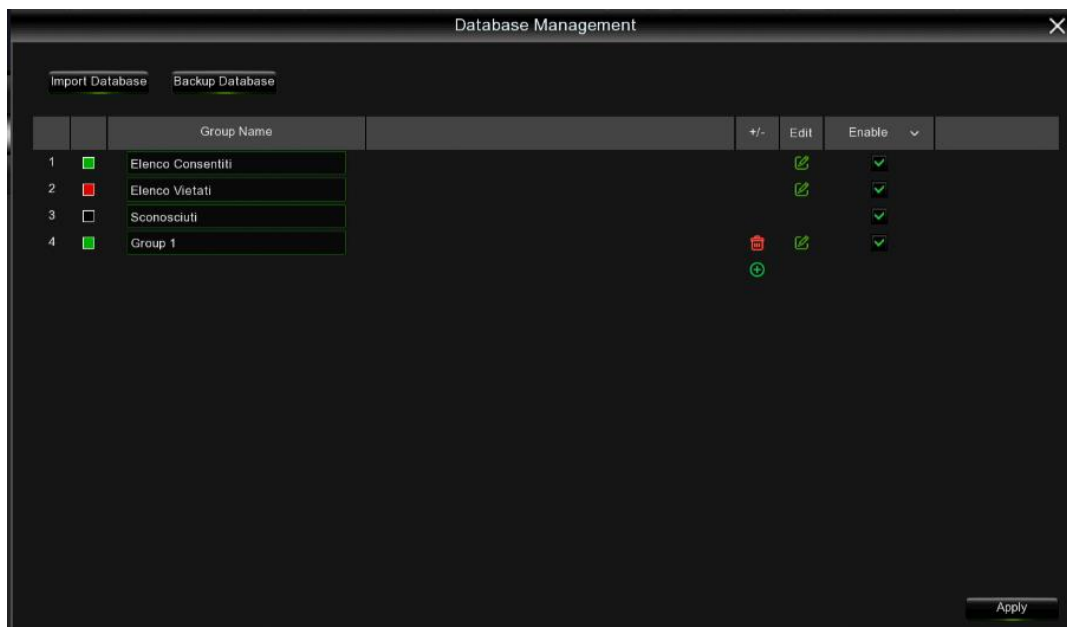 Database Management
Import Database Backup Database
Group Name +/- Edit Enable
1 Elenco Consentiti
2 Elenco Vietati
3 Sconosciuti
4 Group 1
Apply